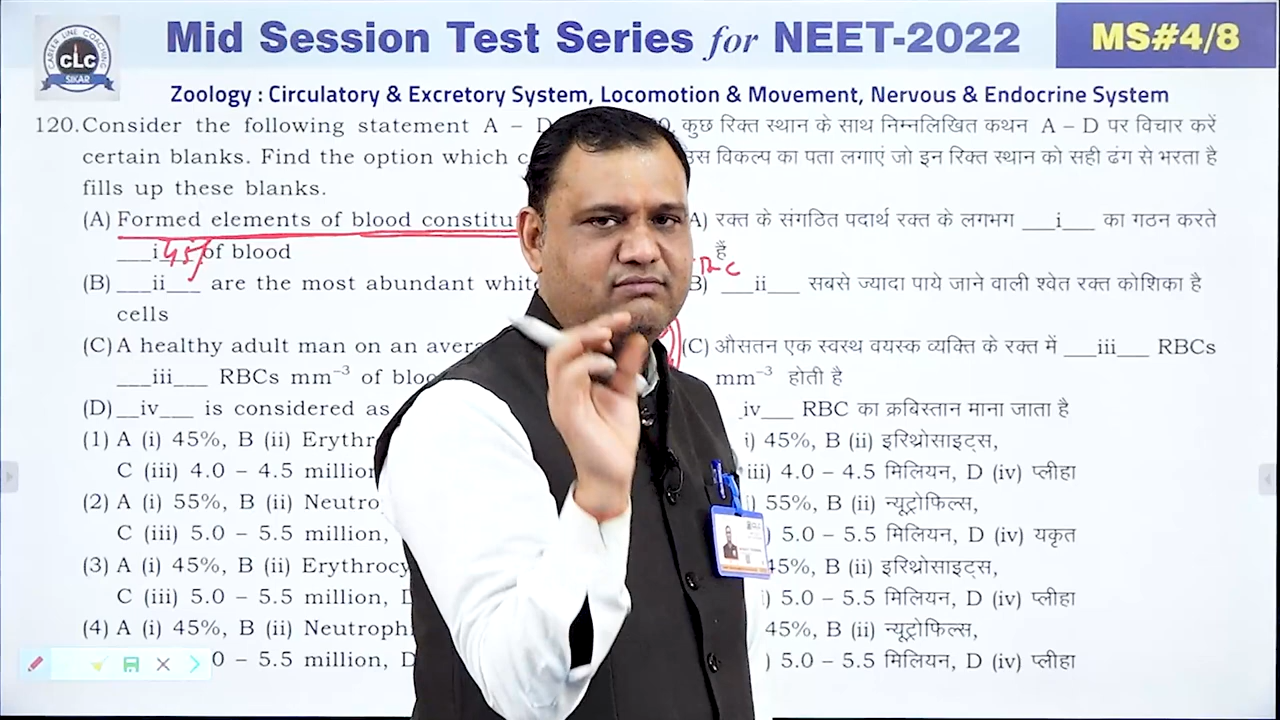 Mid Session Test Series for NEET-2022
MS#4/8
CAREER LINE COACHING
CLC
SIKAR
Zoology : Circulatory & Excretory System, Locomotion & Movement, Nervous & Endocrine System
120. Consider the following statement A – D
certain blanks. Find the option which
fills up these blanks.
(A) Formed elements of blood
___i___ of blood
45%
(B) ___ii___ are the most abundant
cells
(C) A healthy adult man on an
___iii___ RBCs mm⁻³ of
(D) __iv___ is considered as
(1) A (i) 45%, B (ii)
C (iii) 4.0 – 4.5 million
(2) A (i) 55%, B (ii)
C (iii) 5.0 – 5.5 million,
(3) A (i) 45%, B (ii)
C (iii) 5.0 – 5.5 million,
(4) A (i) 45%, B (ii)
0 – 5.5 million,
कुछ रिक्त स्थान के साथ निम्नलिखित कथन A – D पर विचार करें
उस विकल्प का पता लगाएं जो इन रिक्त स्थान को सही ढंग से भरता है
A) रक्त के संगठित पदार्थ रक्त के लगभग ___i___ का गठन करते
हैं
B) ___ii___ सबसे ज्यादा पाये जाने वाली श्वेत रक्त कोशिका है
(C) औसतन एक स्वस्थ वयस्क व्यक्ति के रक्त में ___iii___ RBCs
mm⁻³ होती है
iv___ RBC का क्रबिस्तान माना जाता है
i) 45%, B (ii) इरिथ्रोसाइट्स,
iii) 4.0 – 4.5 मिलियन, D (iv) प्लीहा
i) 55%, B (ii) न्यूट्रोफिल्स,
) 5.0 – 5.5 मिलियन, D (iv) यकृत
45%, B (ii) इरिथ्रोसाइट्स,
i) 5.0 – 5.5 मिलियन, D (iv) प्लीहा
45%, B (ii) न्यूट्रोफिल्स,
) 5.0 – 5.5 मिलियन, D (iv) प्लीहा